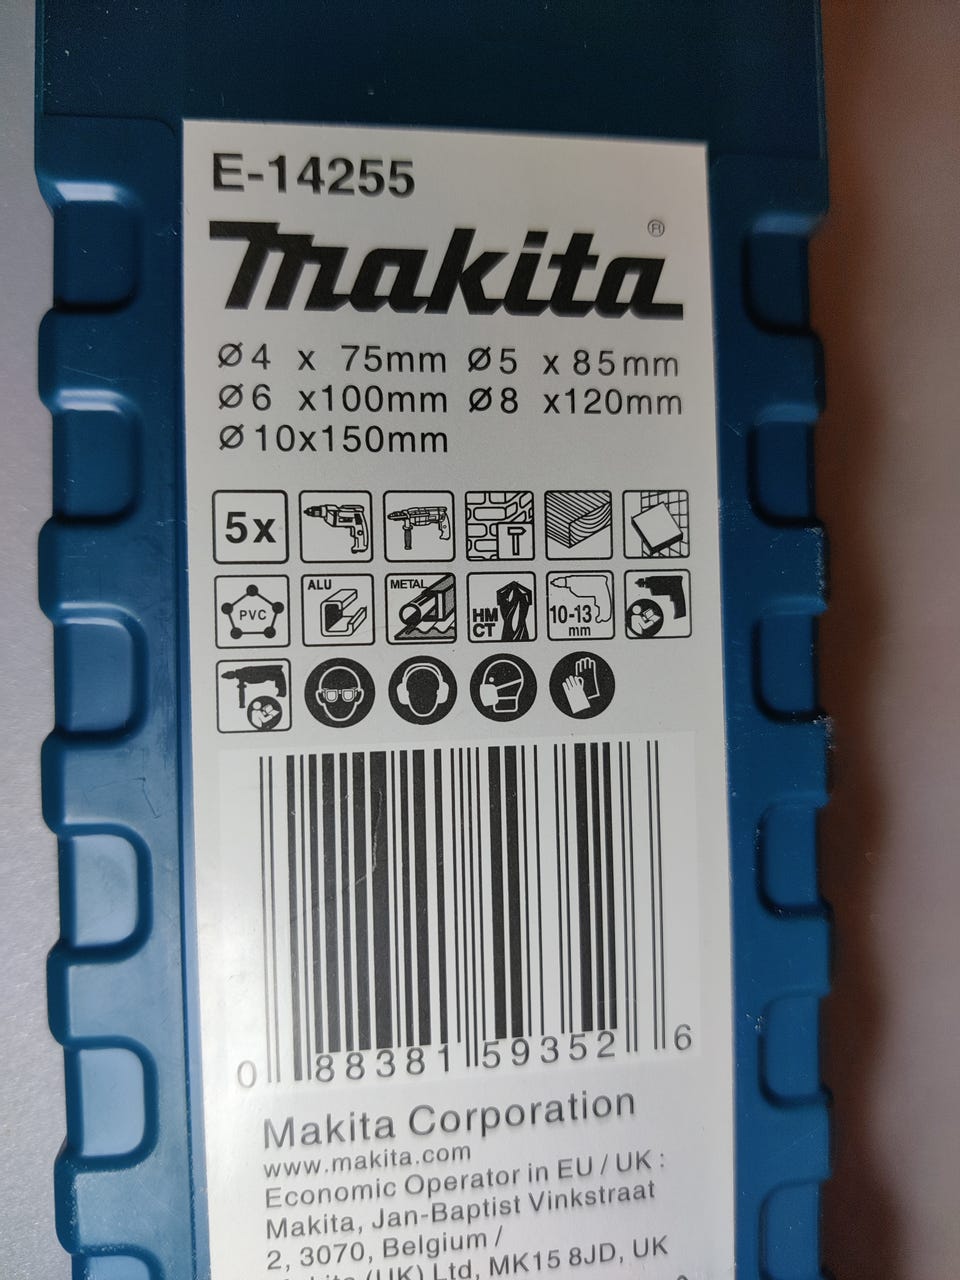 E-14255
makita ®
Ø4 x 75mm Ø5 x 85mm
Ø6 x100mm Ø8 x120mm
Ø10x150mm
5x
PVC ALU METAL HM CT 10-13 mm
0 88381 59352 6
Makita Corporation
www.makita.com
Economic Operator in EU / UK :
Makita, Jan-Baptist Vinkstraat
2, 3070, Belgium /
(UK) Ltd, MK15 8JD, UK